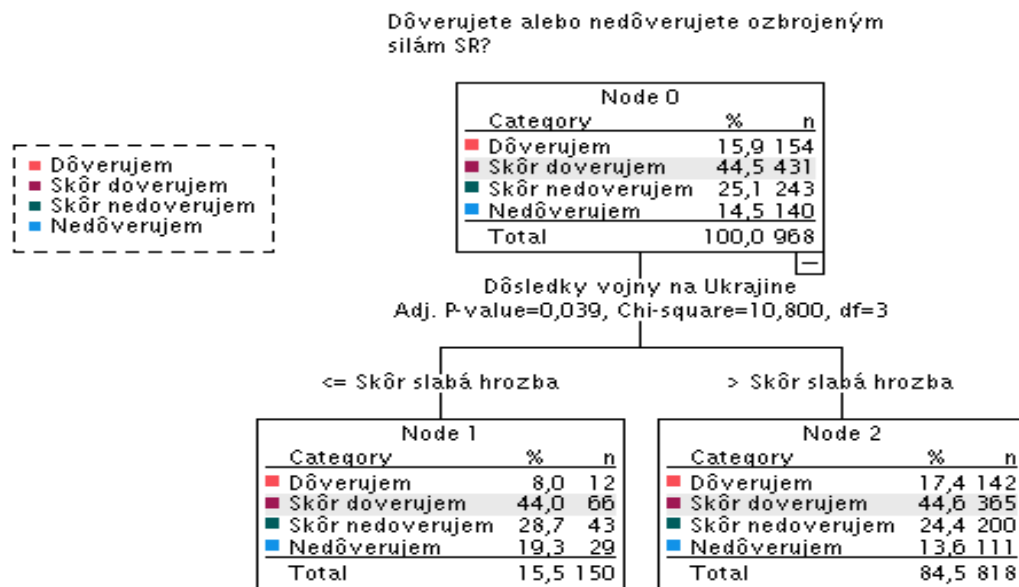 Dôverujete alebo nedôverujete ozbrojeným
silám SR?
Node 0
Category % n
Dôverujem 15,9 154
Skôr doverujem 44,5 431
Skôr nedoverujem 25,1 243
Nedôverujem 14,5 140
Total 100,0 968
Dôverujem
Skôr doverujem
Skôr nedoverujem
Nedôverujem
Dôsledky vojny na Ukrajine
Adj. P-value=0,039, Chi-square=10,800, df=3
<= Skôr slabá hrozba
> Skôr slabá hrozba
Node 1
Category % n
Dôverujem 8,0 12
Skôr doverujem 44,0 66
Skôr nedoverujem 28,7 43
Nedôverujem 19,3 29
Total 15,5 150
Node 2
Category % n
Dôverujem 17,4 142
Skôr doverujem 44,6 365
Skôr nedoverujem 24,4 200
Nedôverujem 13,6 111
Total 84,5 818